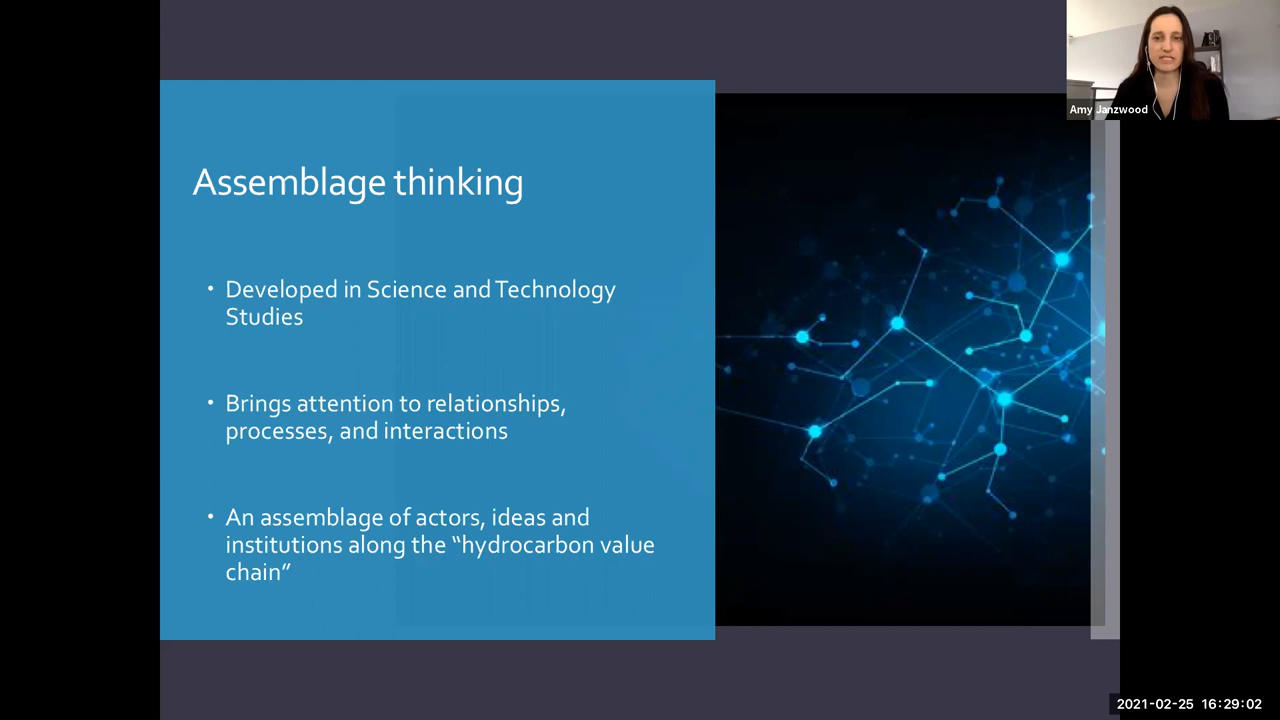 Amy Janzwood
Assemblage thinking
• Developed in Science and Technology
Studies
• Brings attention to relationships,
processes, and interactions
• An assemblage of actors, ideas and
institutions along the “hydrocarbon value
chain”
2021-02-25 16:29:02